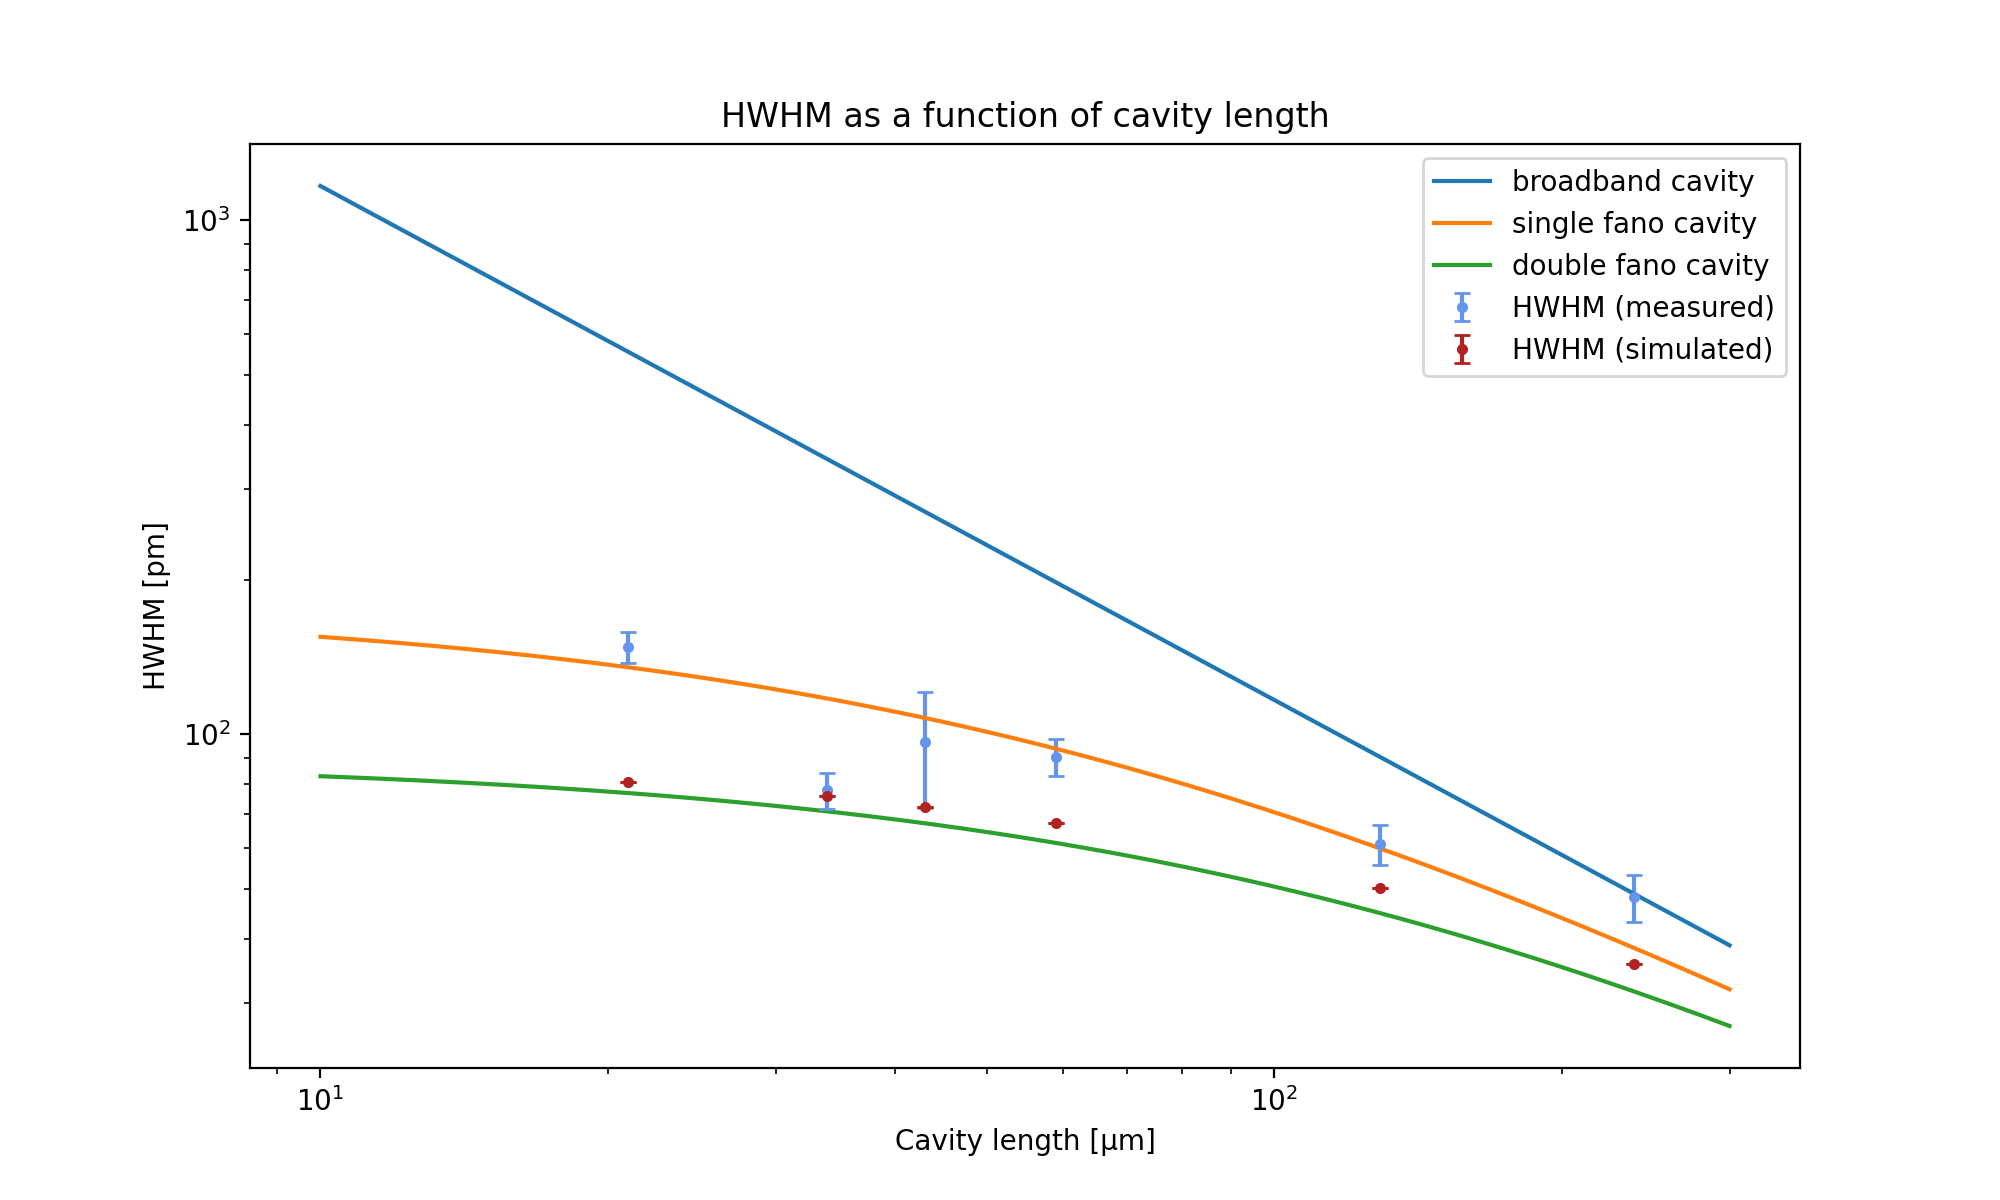 HWHM as a function of cavity length
broadband cavity
single fano cavity
double fano cavity
HWHM (measured)
HWHM (simulated)
HWHM [pm]
10³
10²
10¹
10²
Cavity length [µm]